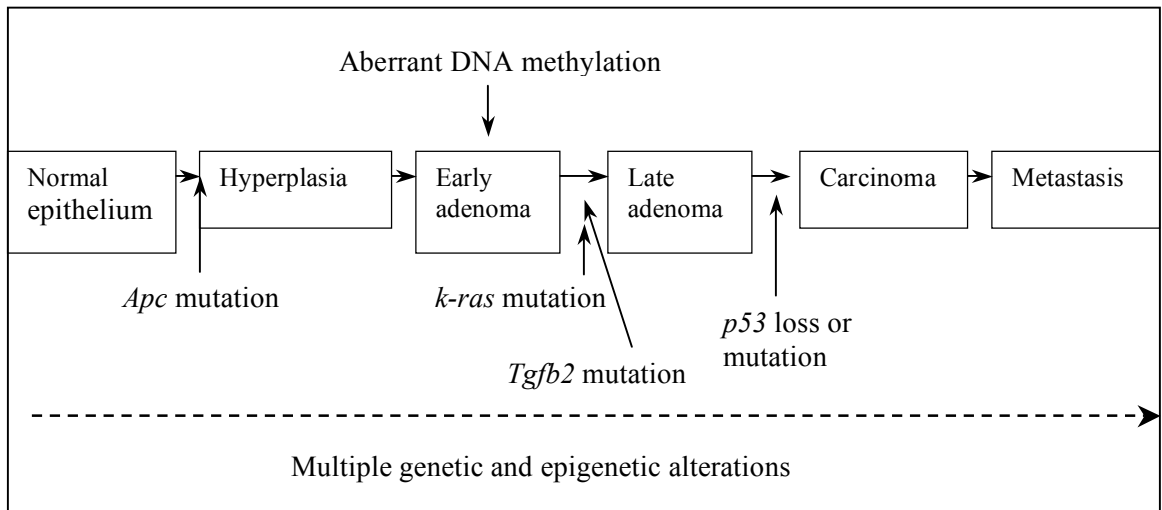 Aberrant DNA methylation
Normal
epithelium
Hyperplasia
Early
adenoma
Late
adenoma
Carcinoma
Metastasis
Apc mutation
k-ras mutation
p53 loss or
mutation
Tgfb2 mutation
Multiple genetic and epigenetic alterations